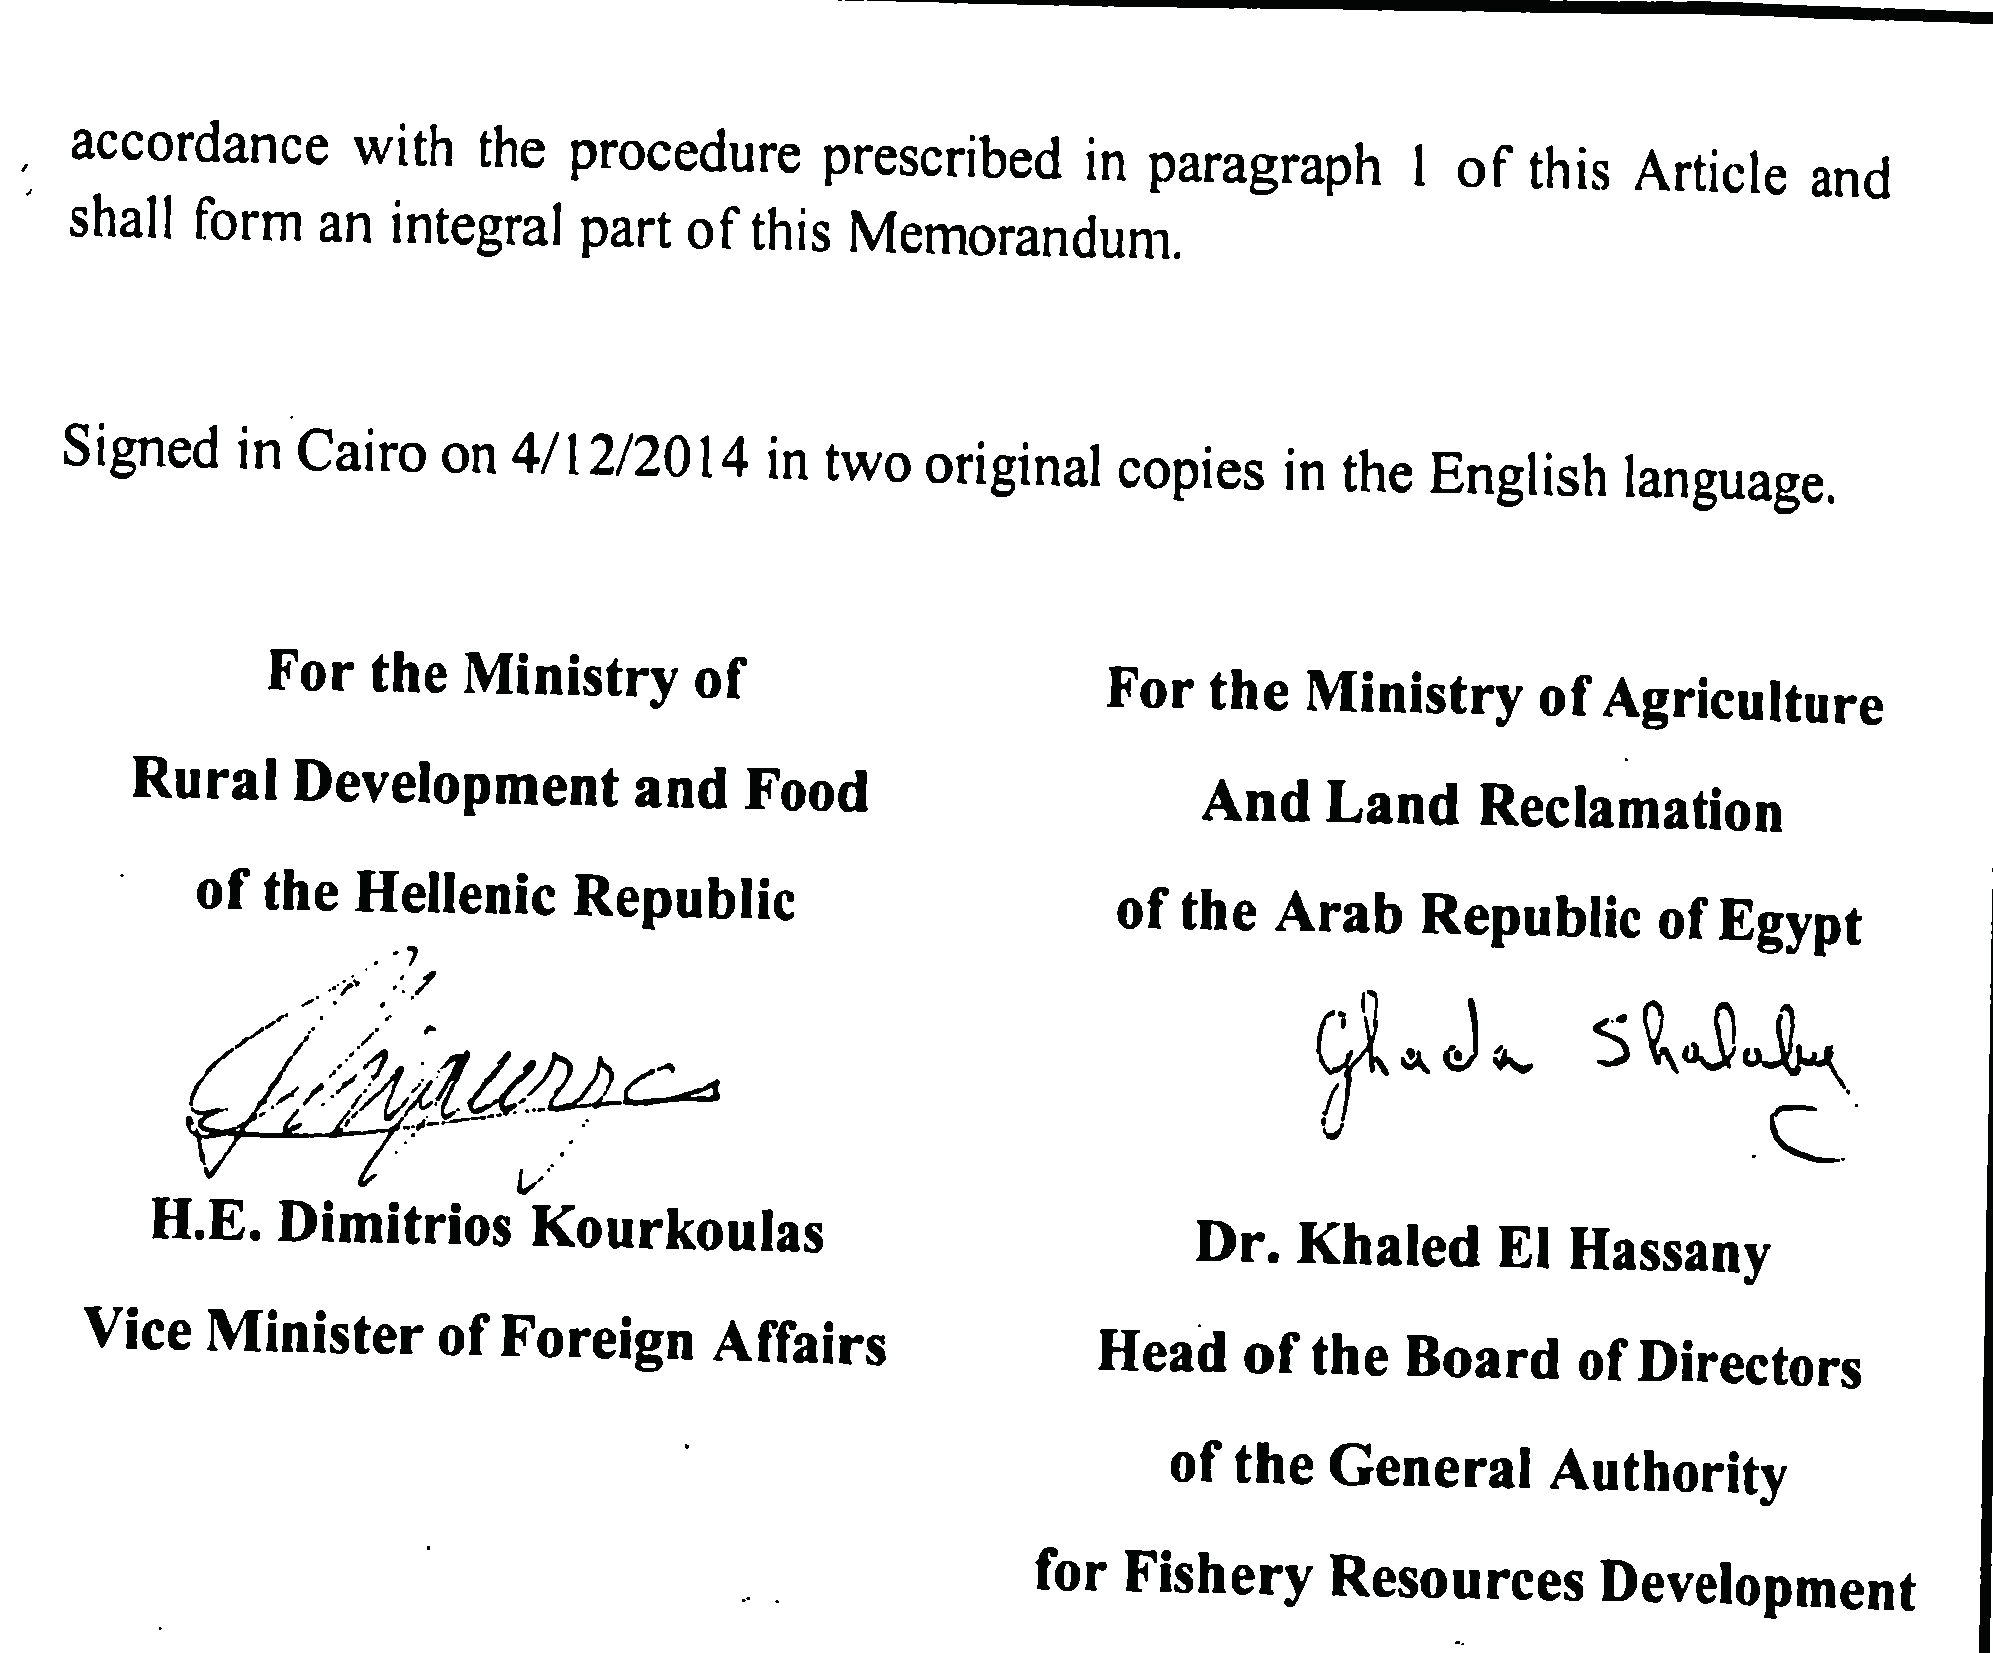 accordance with the procedure prescribed in paragraph 1 of this Article and
shall form an integral part of this Memorandum.
Signed in Cairo on 4/12/2014 in two original copies in the English language.
For the Ministry of
Rural Development and Food
of the Hellenic Republic
H.E. Dimitrios Kourkoulas
Vice Minister of Foreign Affairs
For the Ministry of Agriculture
And Land Reclamation
of the Arab Republic of Egypt
Ghada Shalaby
Dr. Khaled El Hassany
Head of the Board of Directors
of the General Authority
for Fishery Resources Development